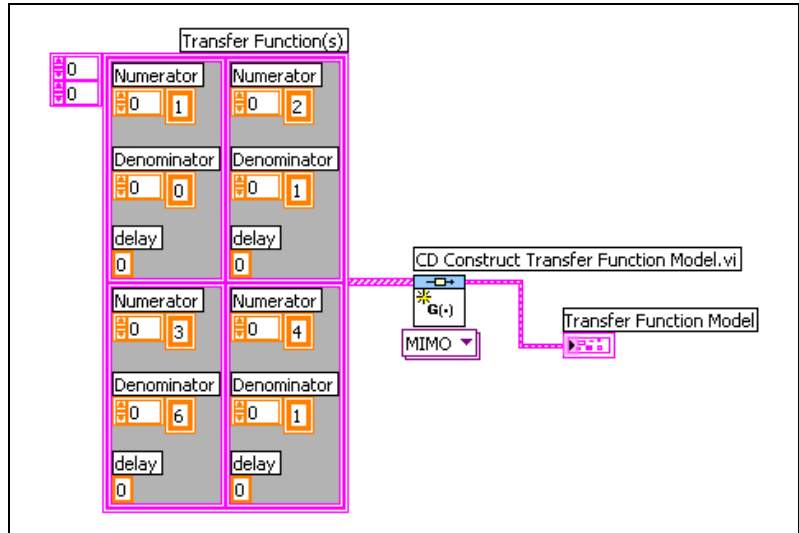 Transfer Function(s)
0
0
Numerator Numerator
0 1 0 2
Denominator Denominator
0 0 0 1
delay delay
0 0
Numerator Numerator
0 3 0 4
Denominator Denominator
0 6 0 1
delay delay
0 0
CD Construct Transfer Function Model.vi
G(·)
MIMO
Transfer Function Model